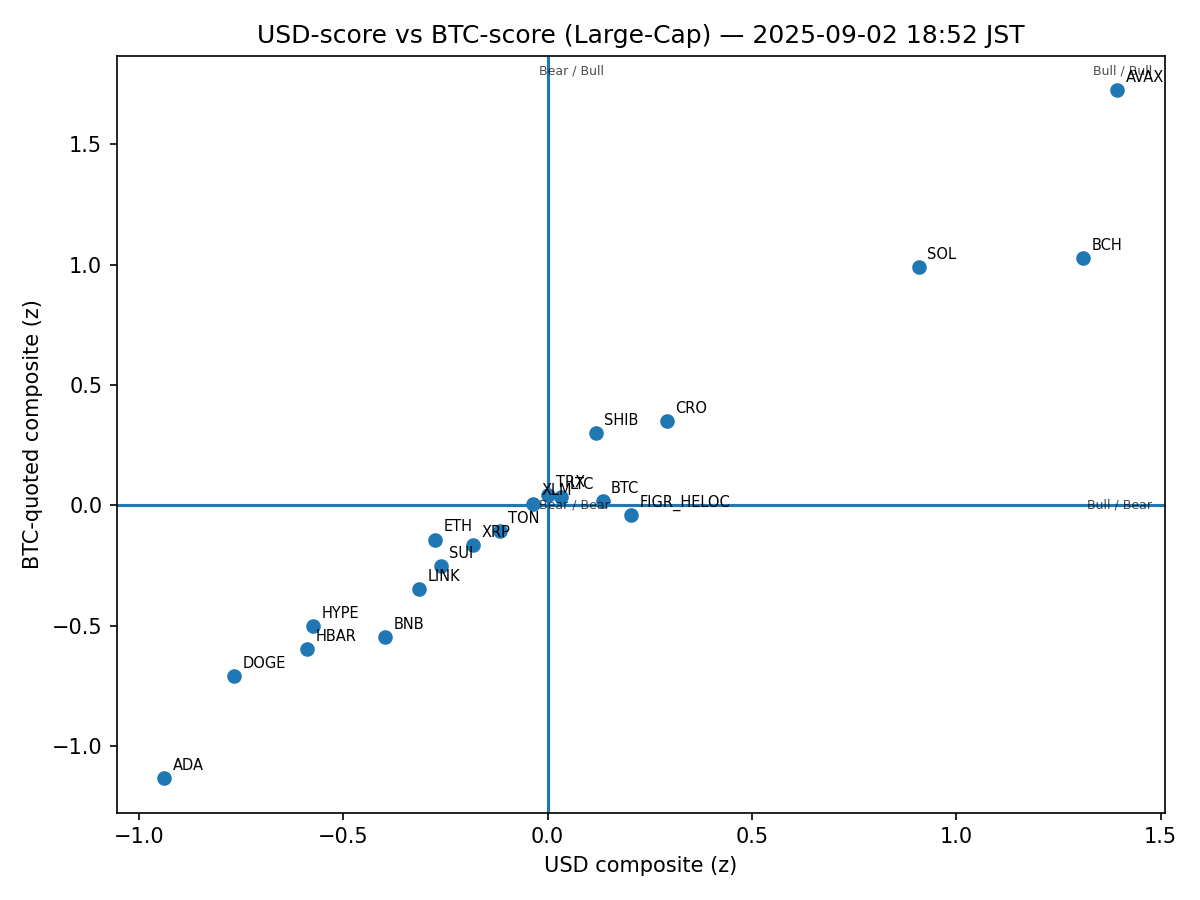 USD-score vs BTC-score (Large-Cap) — 2025-09-02 18:52 JST
Bear / Bull
Bull / Bull
AVAX
1.5
BCH
SOL
1.0
0.5
CRO
SHIB
TRX
LTC
BTC
XLM
FIGR_HELOC
0.0
Bear / Bear
Bull / Bear
TON
ETH
XRP
SUI
LINK
HYPE
−0.5
BNB
HBAR
DOGE
−1.0
ADA
BTC-quoted composite (z)
−1.0
−0.5
0.0
0.5
1.0
1.5
USD composite (z)